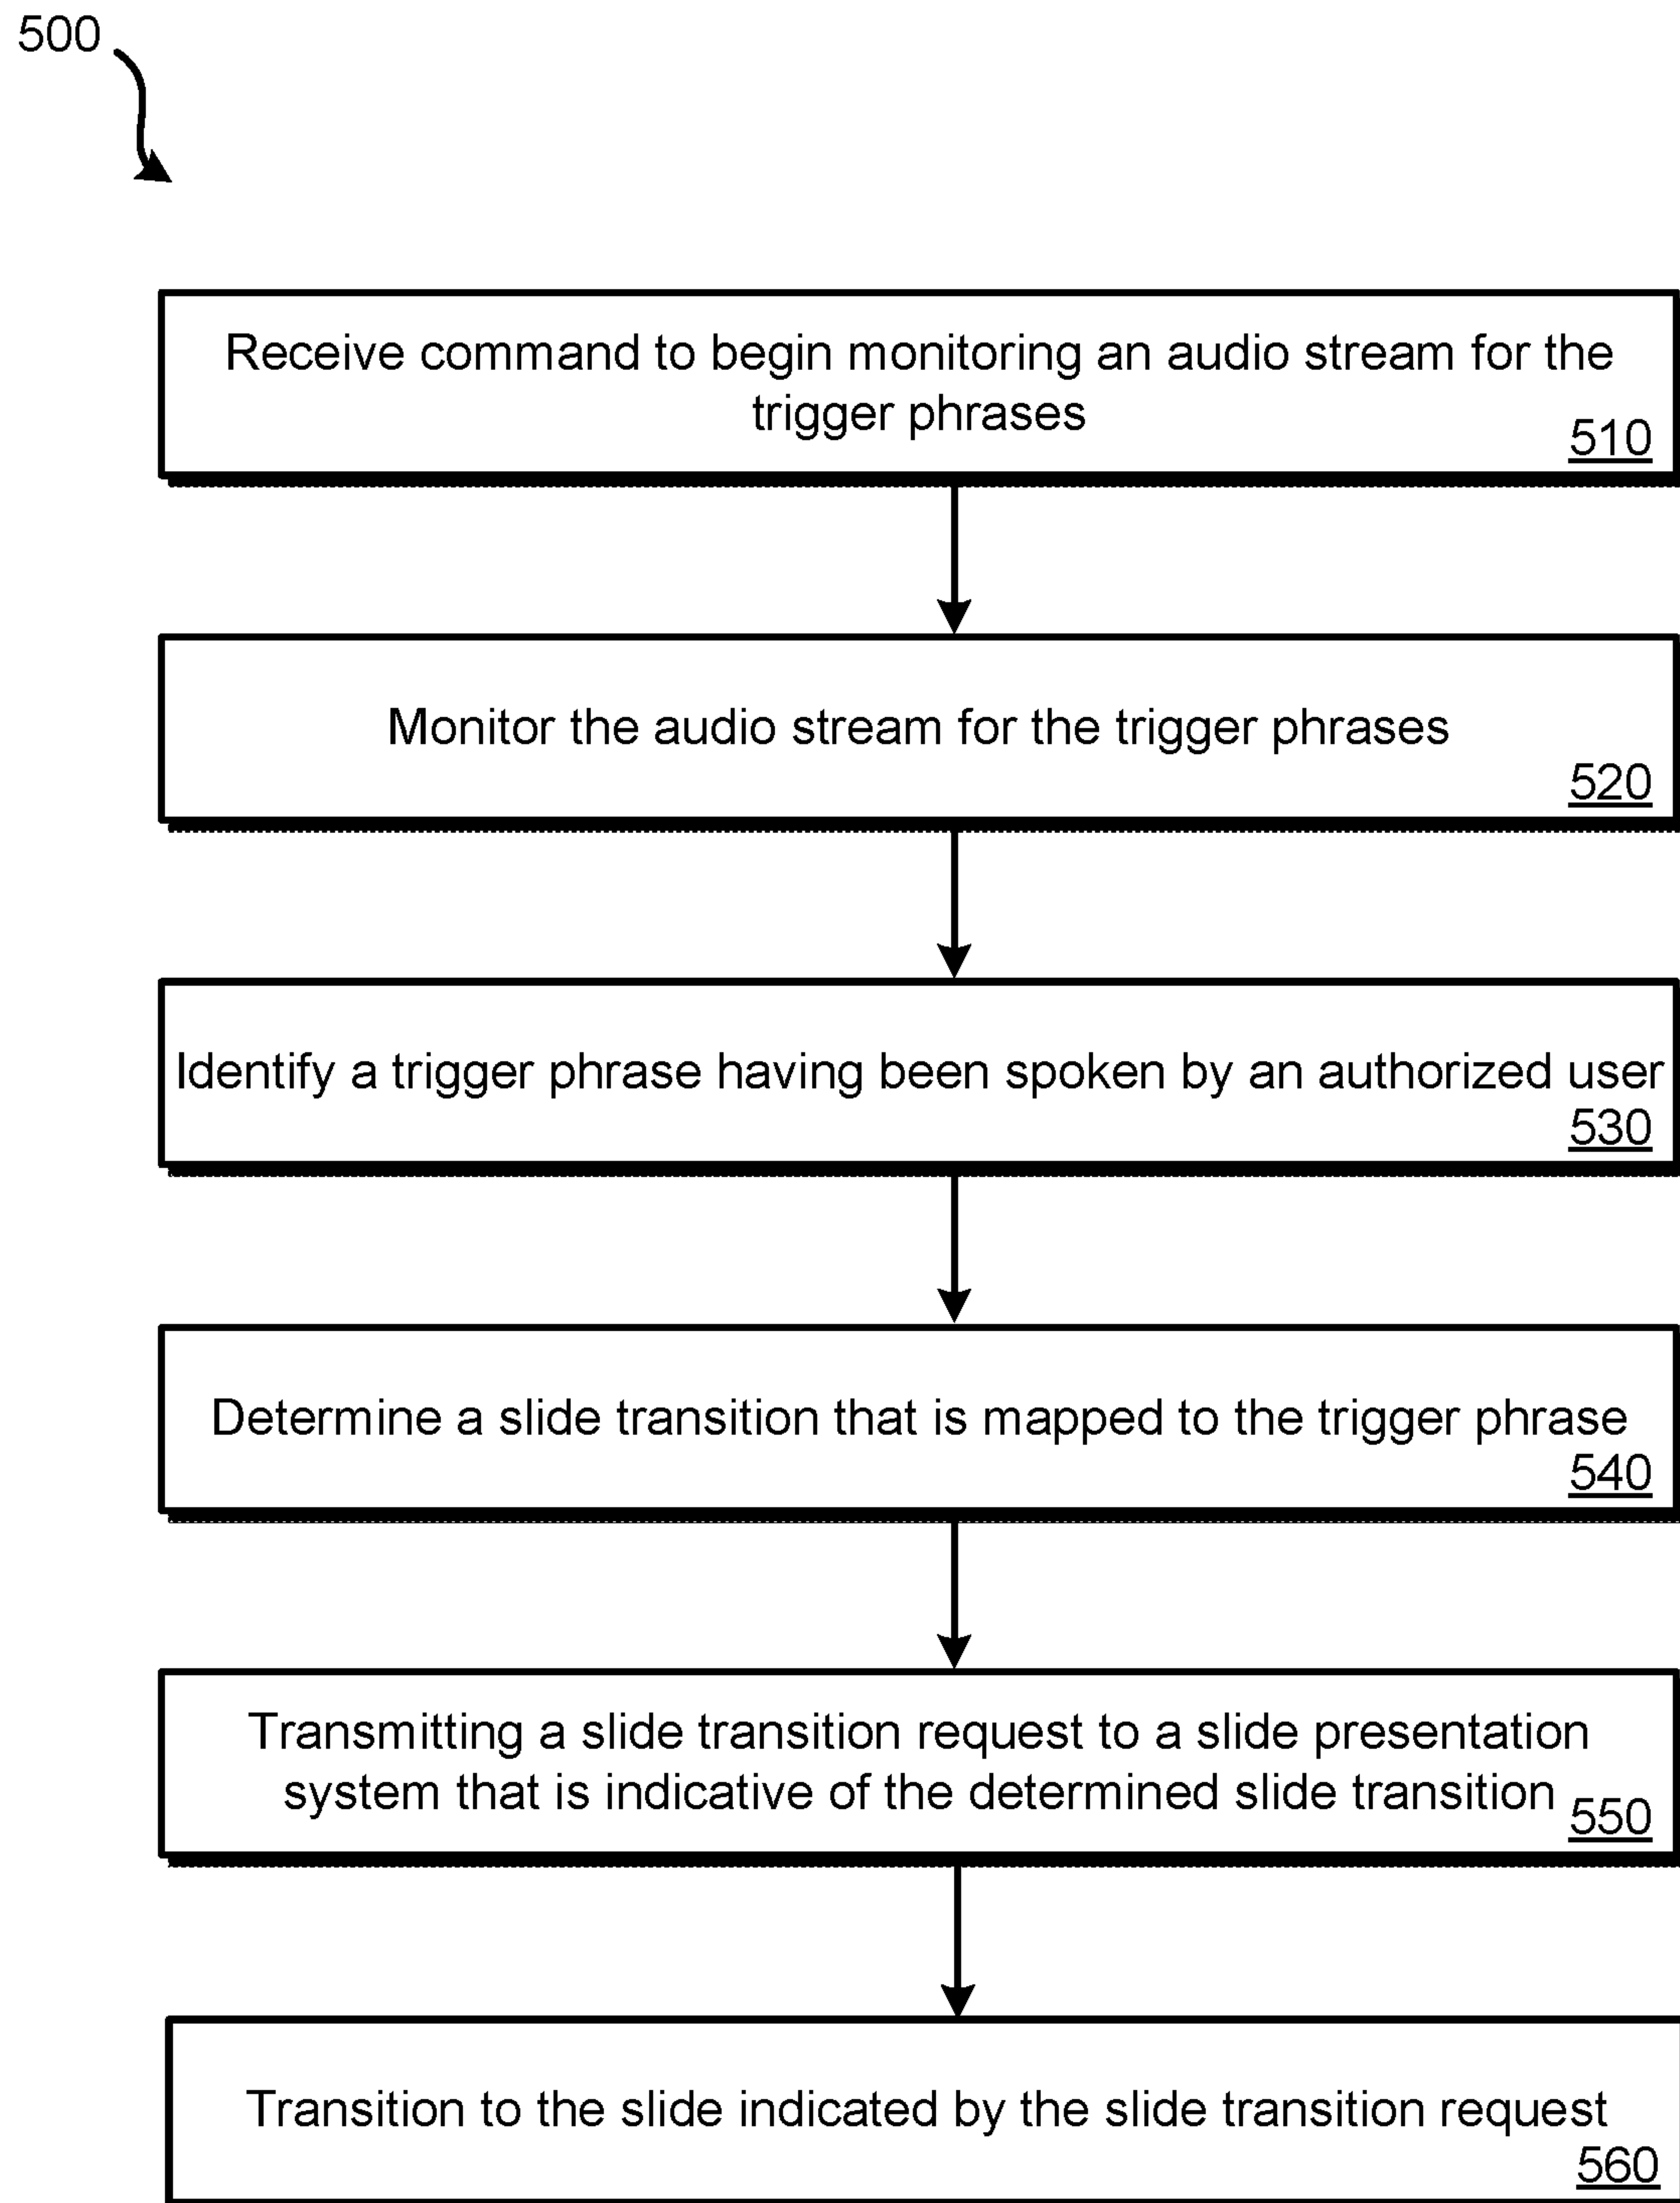 500
Receive command to begin monitoring an audio stream for the
trigger phrases
510
Monitor the audio stream for the trigger phrases
520
Identify a trigger phrase having been spoken by an authorized user
530
Determine a slide transition that is mapped to the trigger phrase
540
Transmitting a slide transition request to a slide presentation
system that is indicative of the determined slide transition
550
Transition to the slide indicated by the slide transition request
560